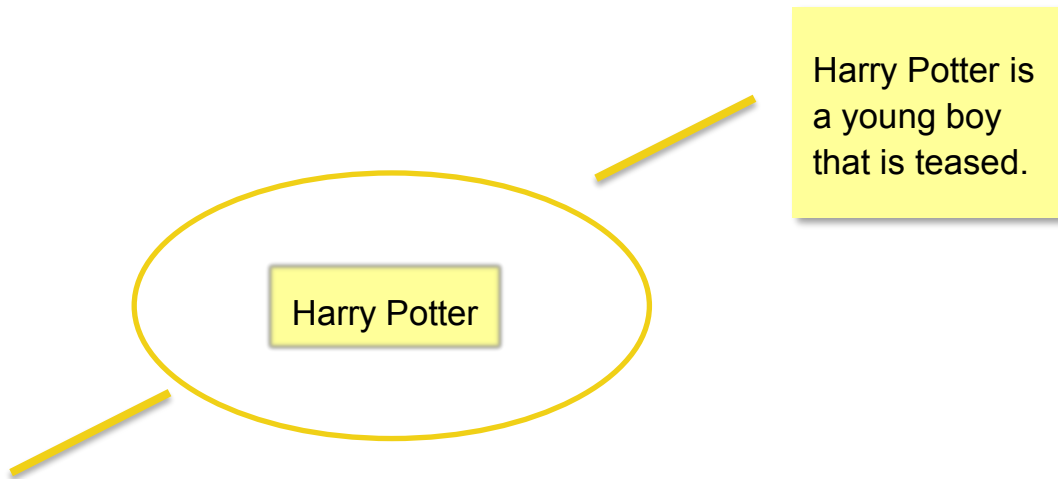 Harry Potter is
a young boy
that is teased.
Harry Potter